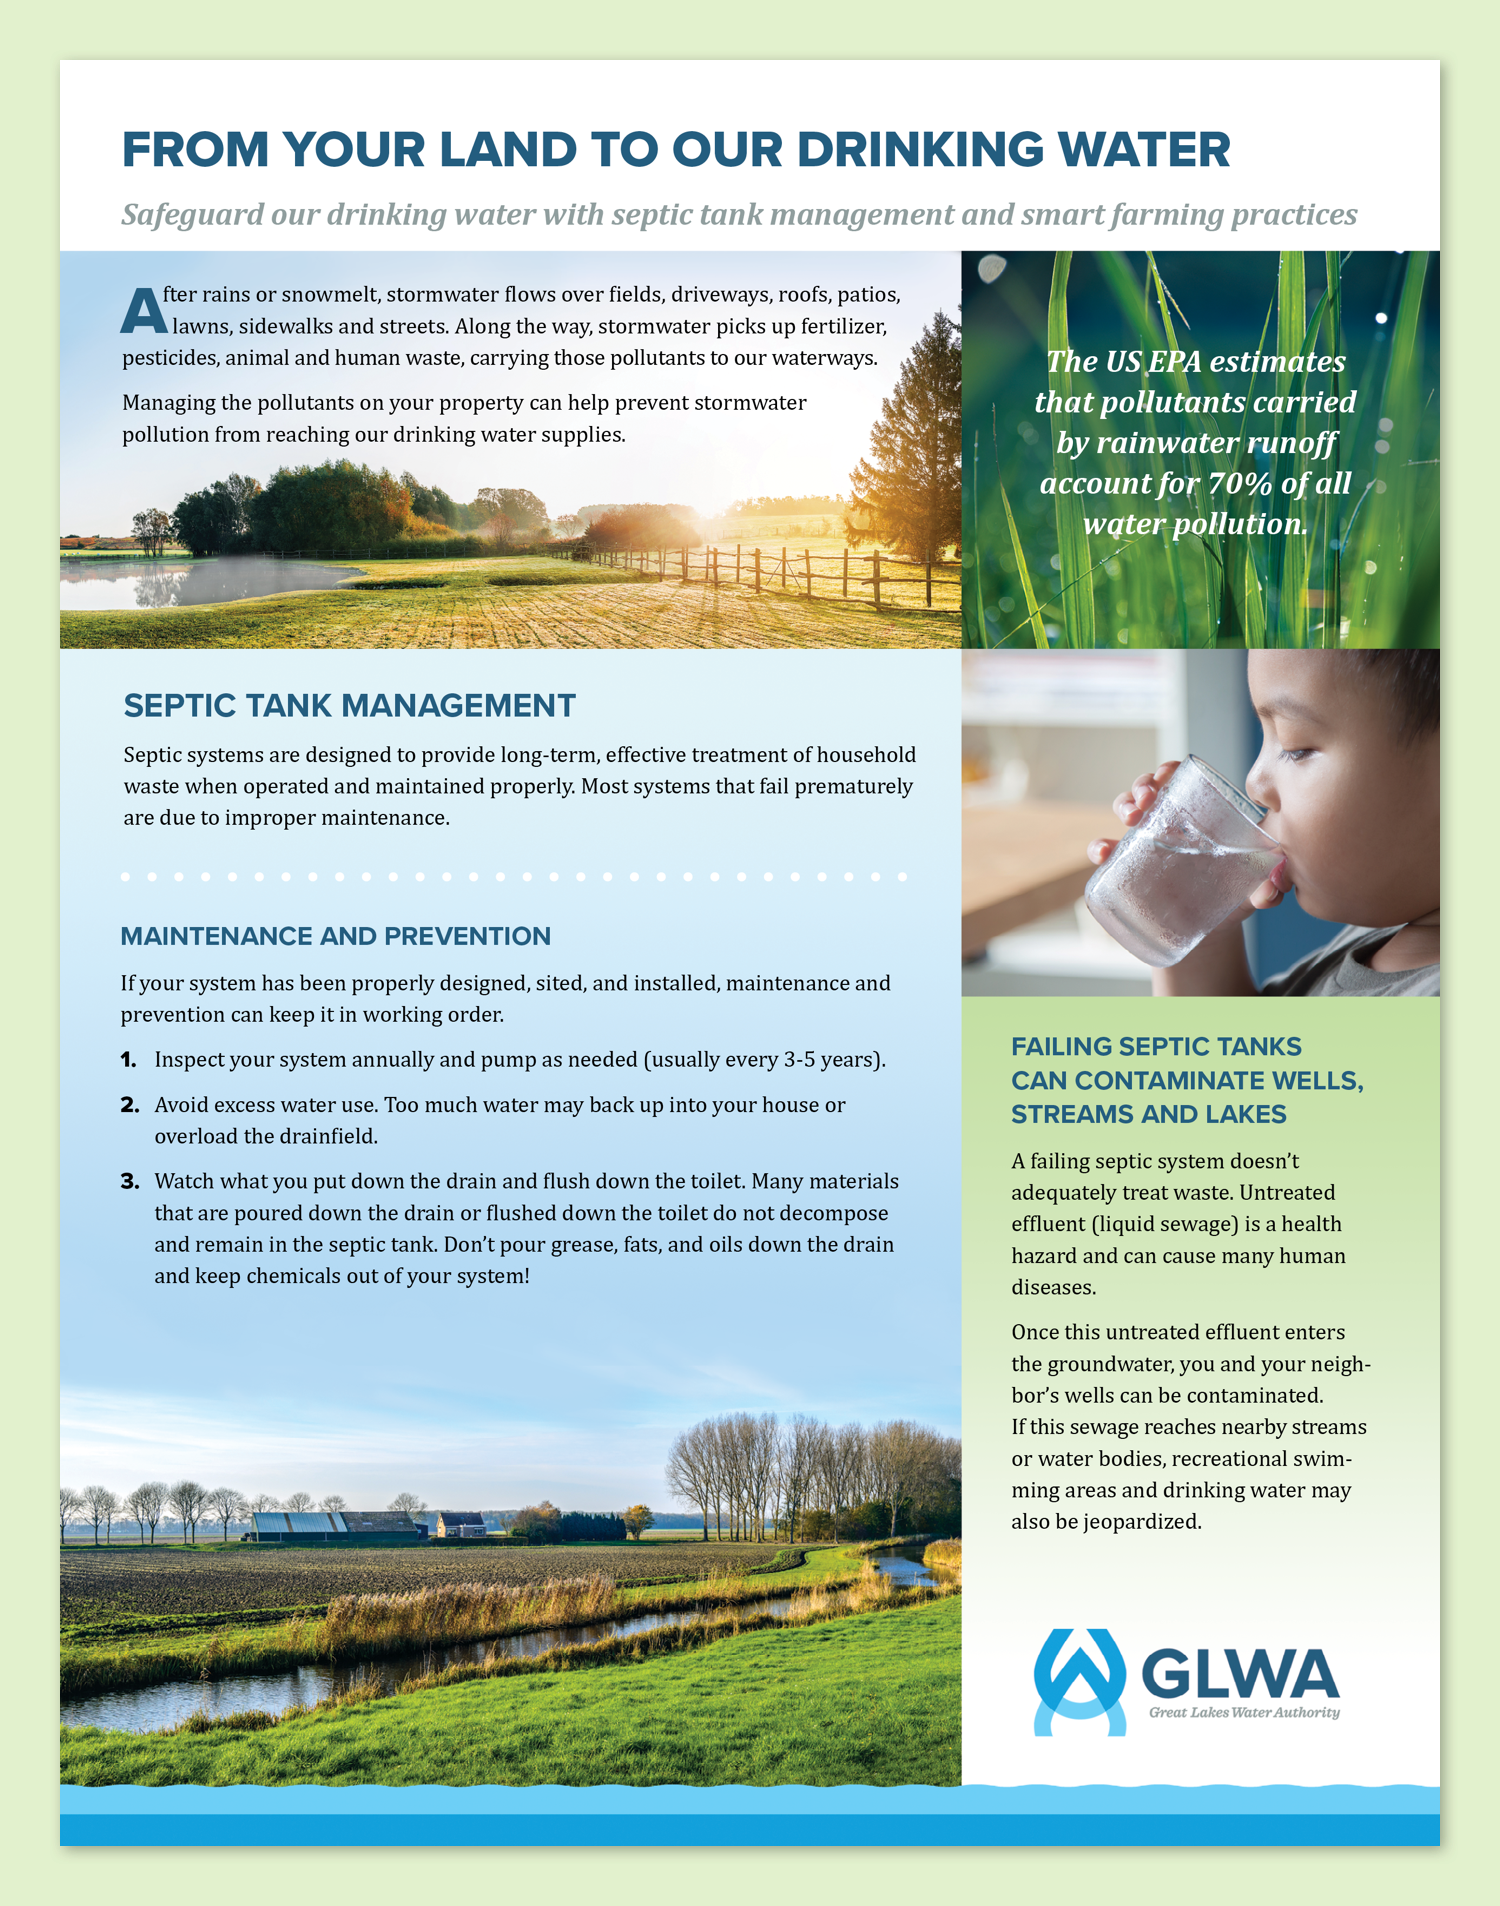 FROM YOUR LAND TO OUR DRINKING WATER
Safeguard our drinking water with septic tank management and smart farming practices
After rains or snowmelt, stormwater flows over fields, driveways, roofs, patios,
lawns, sidewalks and streets. Along the way, stormwater picks up fertilizer,
pesticides, animal and human waste, carrying those pollutants to our waterways.
Managing the pollutants on your property can help prevent stormwater
pollution from reaching our drinking water supplies.
The US EPA estimates
that pollutants carried
by rainwater runoff
account for 70% of all
water pollution.
SEPTIC TANK MANAGEMENT
Septic systems are designed to provide long-term, effective treatment of household
waste when operated and maintained properly. Most systems that fail prematurely
are due to improper maintenance.
MAINTENANCE AND PREVENTION
If your system has been properly designed, sited, and installed, maintenance and
prevention can keep it in working order.
1. Inspect your system annually and pump as needed (usually every 3-5 years).
2. Avoid excess water use. Too much water may back up into your house or
overload the drainfield.
3. Watch what you put down the drain and flush down the toilet. Many materials
that are poured down the drain or flushed down the toilet do not decompose
and remain in the septic tank. Don't pour grease, fats, and oils down the drain
and keep chemicals out of your system!
FAILING SEPTIC TANKS
CAN CONTAMINATE WELLS,
STREAMS AND LAKES
A failing septic system doesn't
adequately treat waste. Untreated
effluent (liquid sewage) is a health
hazard and can cause many human
diseases.
Once this untreated effluent enters
the groundwater, you and your neigh-
bor's wells can be contaminated.
If this sewage reaches nearby streams
or water bodies, recreational swim-
ming areas and drinking water may
also be jeopardized.
GLWA
Great Lakes Water Authority